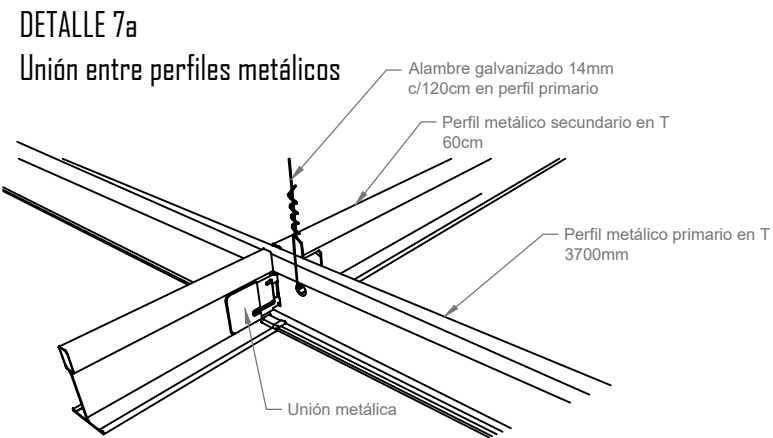 DETALLE 7a
Unión entre perfiles metálicos
Alambre galvanizado 14mm
c/120cm en perfil primario
Perfil metálico secundario en T
60cm
Perfil metálico primario en T
3700mm
Unión metálica